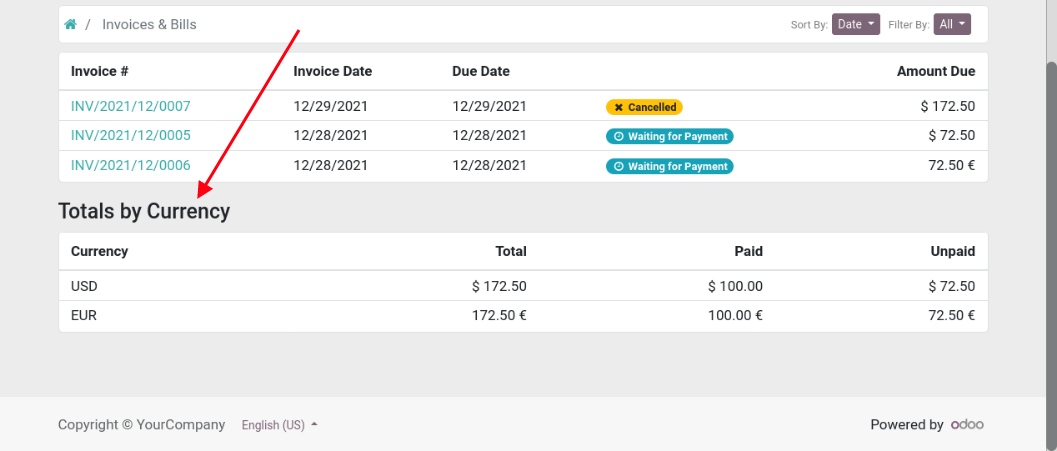 / Invoices & Bills Sort By: Date Filter By: All
Invoice # Invoice Date Due Date Amount Due
INV/2021/12/0007 12/29/2021 12/29/2021 Cancelled $ 172.50
INV/2021/12/0005 12/28/2021 12/28/2021 Waiting for Payment $ 72.50
INV/2021/12/0006 12/28/2021 12/28/2021 Waiting for Payment 72.50 €
Totals by Currency
Currency Total Paid Unpaid
USD $ 172.50 $ 100.00 $ 72.50
EUR 172.50 € 100.00 € 72.50 €
Copyright © YourCompany English (US) Powered by odoo